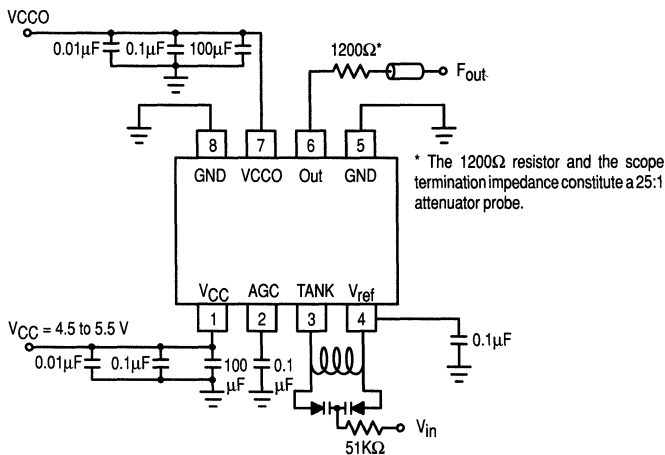 VCCO
0.01µF 0.1µF 100µF
1200Ω*
Fout
8 7 6 5
GND VCCO Out GND
* The 1200Ω resistor and the scope
termination impedance constitute a 25:1
attenuator probe.
VCC AGC TANK Vref
1 2 3 4
VCC = 4.5 to 5.5 V
0.01µF 0.1µF 100
µF
0.1
µF
0.1µF
Vin
51KΩ